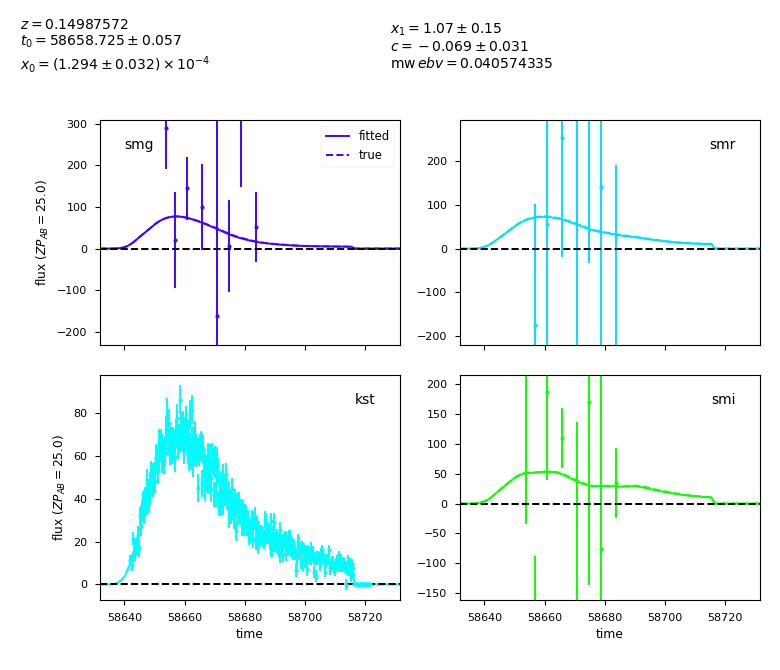 z = 0.14987572
t₀ = 58658.725 ± 0.057
x₀ = (1.294 ± 0.032) × 10⁻⁴
x₁ = 1.07 ± 0.15
c = −0.069 ± 0.031
mw ebv = 0.040574335
smg
fitted
true
300
200
100
0
−100
−200
flux (ZP_AB = 25.0)
smr
200
100
0
−100
−200
kst
80
60
40
20
0
flux (ZP_AB = 25.0)
58640 58660 58680 58700 58720
time
smi
200
150
100
50
0
−50
−100
−150
58640 58660 58680 58700 58720
time